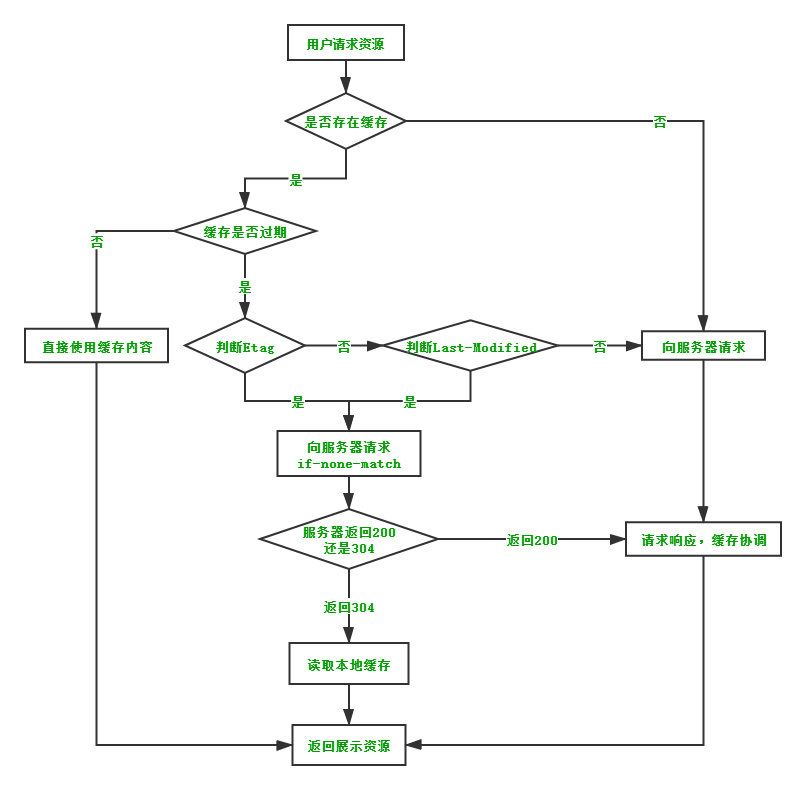 用户请求资源
是否存在缓存
否
是
缓存是否过期
否
是
直接使用缓存内容
判断Etag
否
判断Last-Modified
否
向服务器请求
是
是
向服务器请求
if-none-match
服务器返回200
还是304
返回200
请求响应，缓存协调
返回304
读取本地缓存
返回展示资源